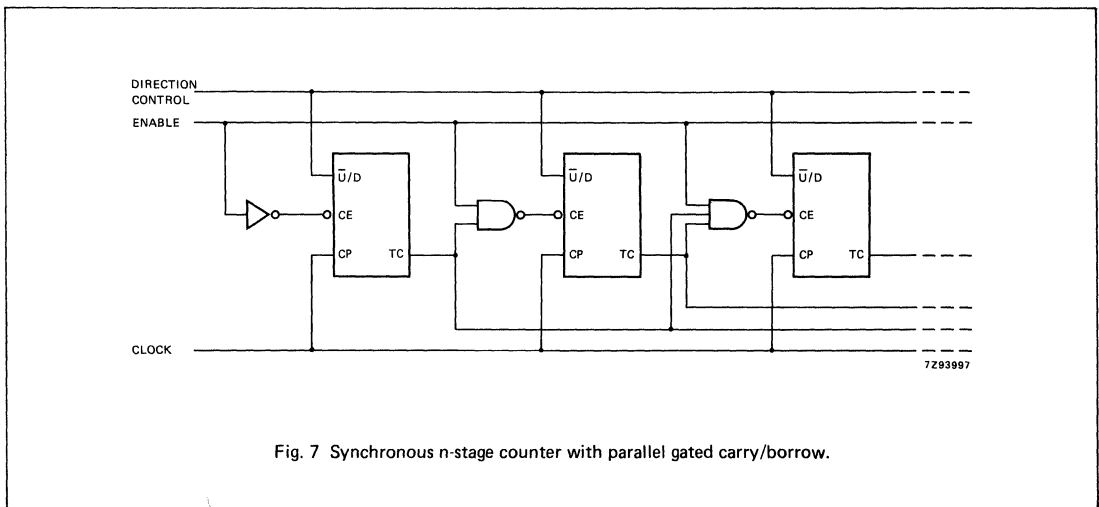 DIRECTION
CONTROL
ENABLE
U̅/D
CE
CP TC
U̅/D
CE
CP TC
U̅/D
CE
CP TC
CLOCK
7Z93997
Fig. 7 Synchronous n-stage counter with parallel gated carry/borrow.